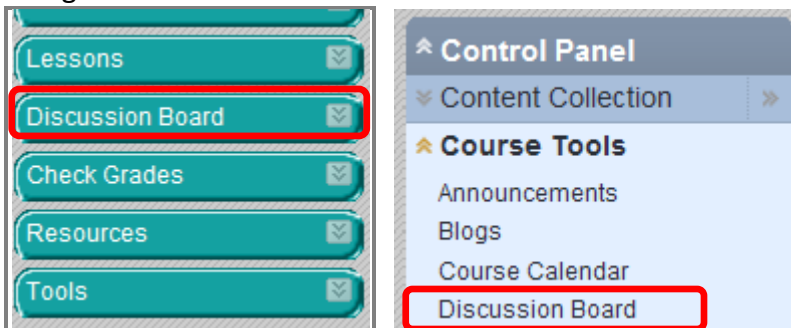 Lessons
Discussion Board
Check Grades
Resources
Tools
Control Panel
Content Collection
Course Tools
Announcements
Blogs
Course Calendar
Discussion Board